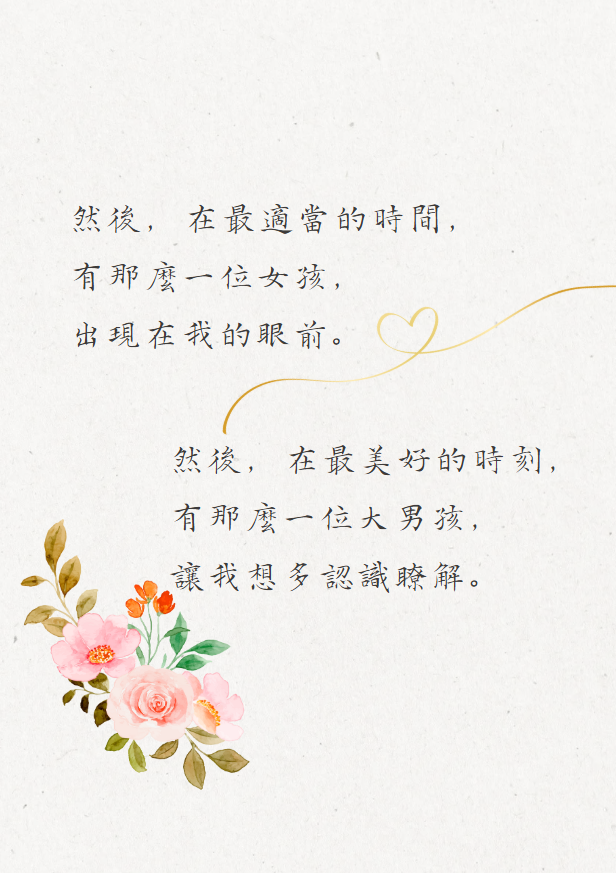 然後，在最適當的時間，
有那麼一位女孩，
出現在我的眼前。
然後，在最美好的時刻，
有那麼一位大男孩，
讓我想多認識瞭解。